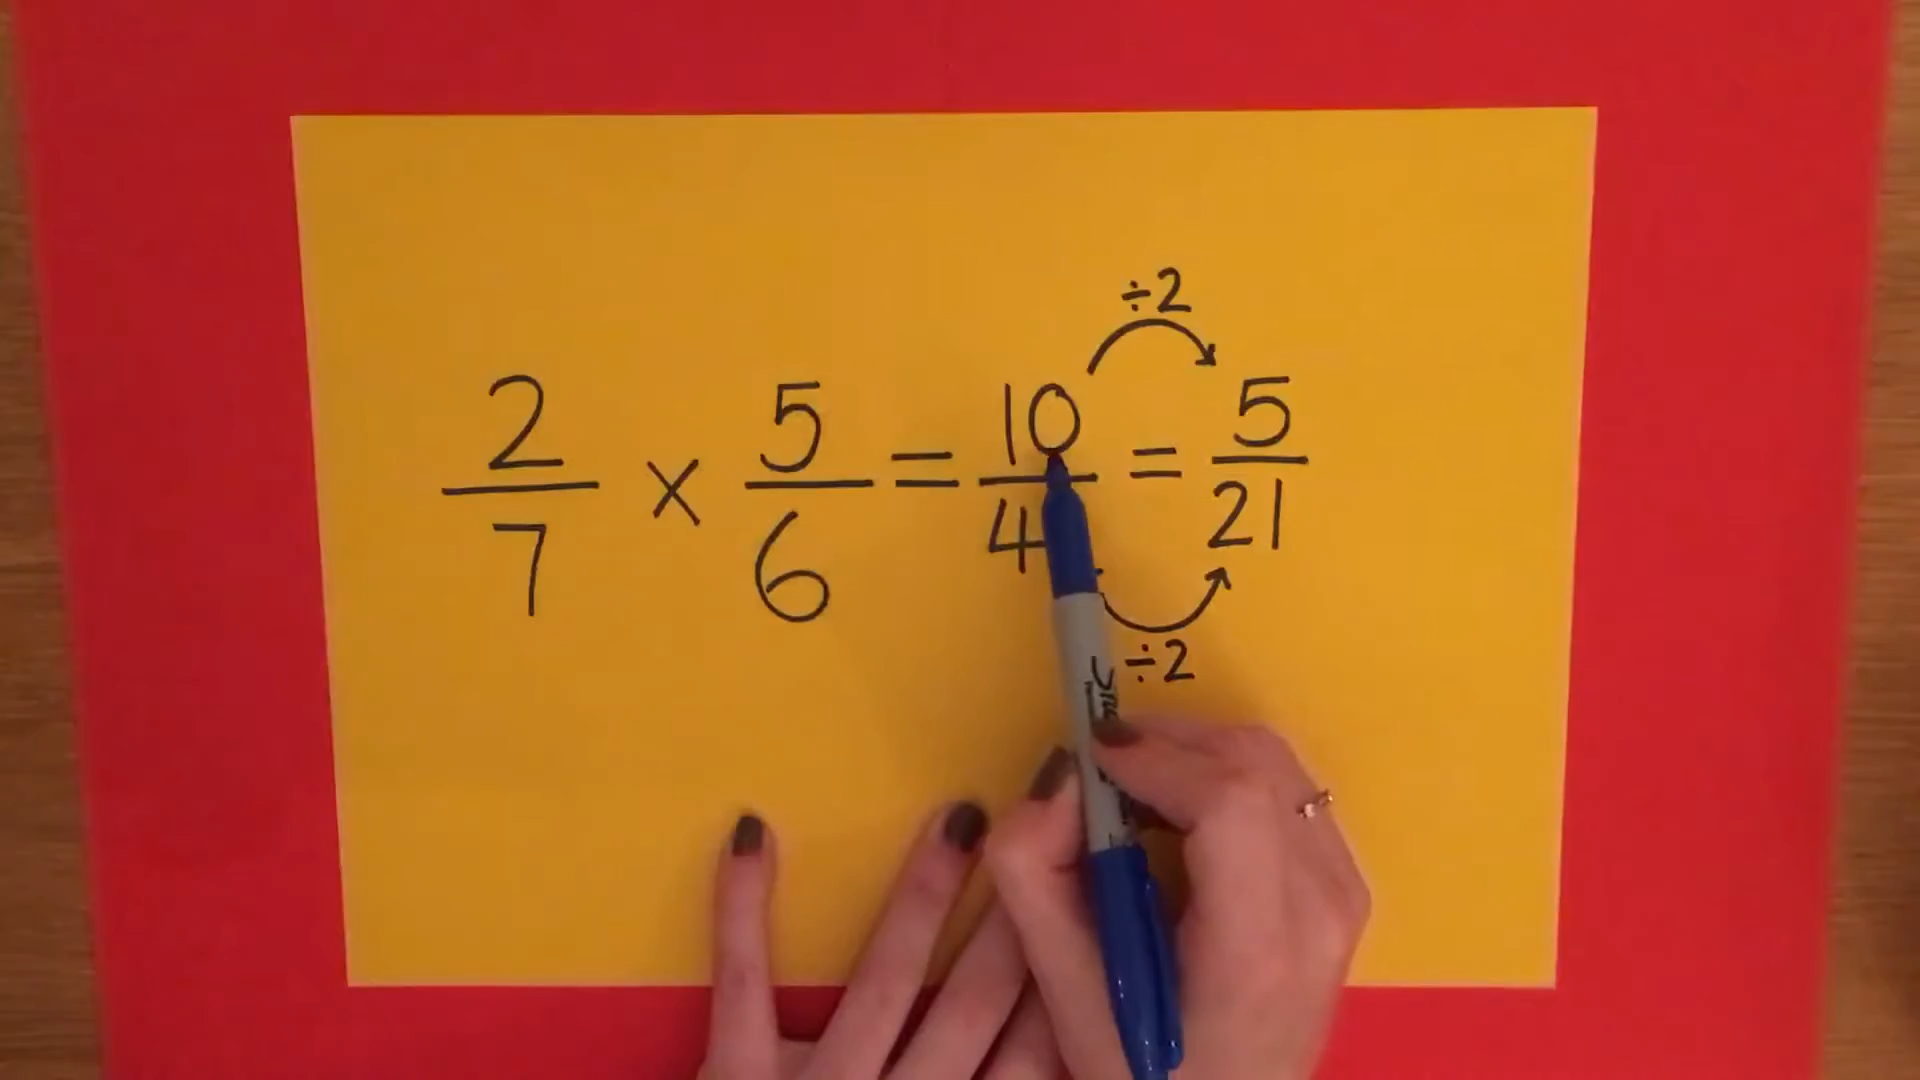 ÷2
2/7 × 5/6 = 10/4 = 5/21
÷2